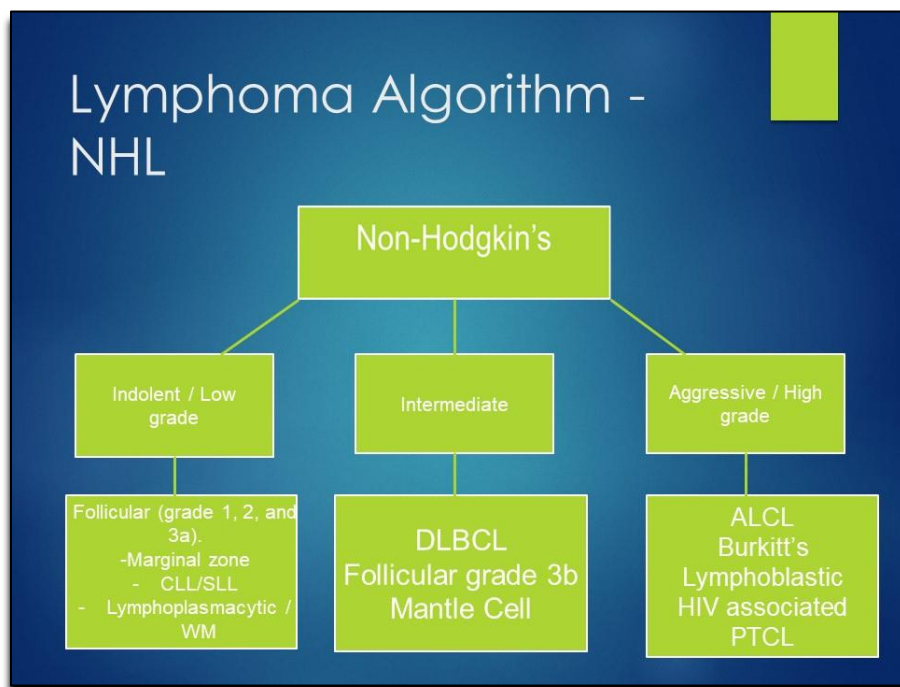 Lymphoma Algorithm -
NHL
Non-Hodgkin's
Indolent / Low
grade
Intermediate
Aggressive / High
grade
Follicular (grade 1, 2, and
3a).
-Marginal zone
- CLL/SLL
- Lymphoplasmacytic /
WM
DLBCL
Follicular grade 3b
Mantle Cell
ALCL
Burkitt's
Lymphoblastic
HIV associated
PTCL